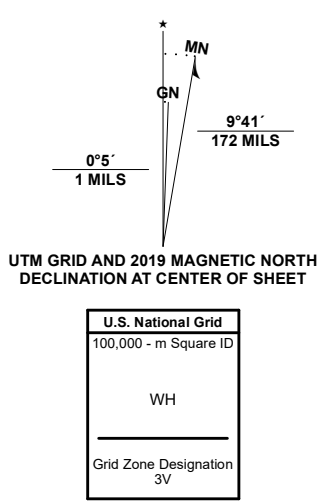 ★
MN
GN
9°41´
172 MILS
0°5´
1 MILS
UTM GRID AND 2019 MAGNETIC NORTH
DECLINATION AT CENTER OF SHEET
U.S. National Grid
100,000 - m Square ID
WH
Grid Zone Designation
3V